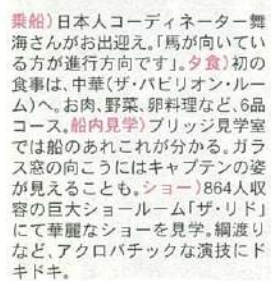 乗船)日本人コーディネーター舞
海さんがお出迎え。「馬が向いてい
る方が進行方向です」。夕食)初の
食事は、中華(ザ・パビリオン・ルー
ム)へ。お肉、野菜、卵料理など、6品
コース。船内見学)ブリッジ見学室
では船のあれこれが分かる。ガラ
ス窓の向こうにはキャプテンの姿
が見えることも。ショー)864人収
容の巨大ショールーム「ザ・リド」
にて華麗なショーを見学。綱渡り
など、アクロバチックな演技にド
キドキ。